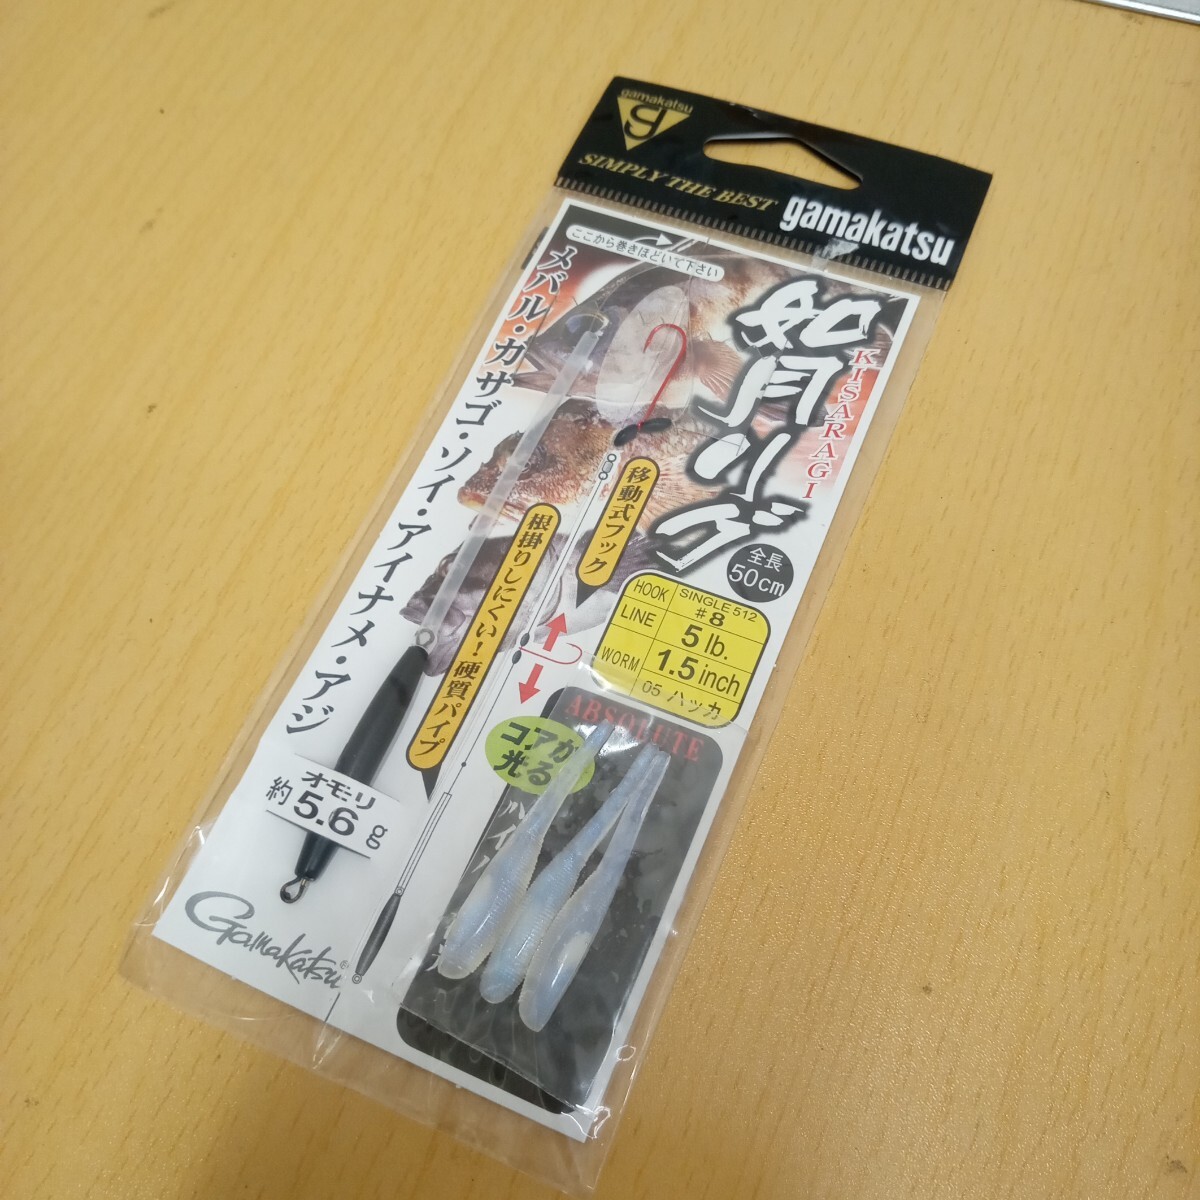 gamakatsu
g
SIMPLY THE BEST
gamakatsu
ここから巻きほどいて下さい
メバル・カサゴ・ソイ・アイナメ・アジ
如月リグ
KISARAGI
全長
50cm
移動式フック
根掛りしにくい！硬質パイプ
HOOK SINGLE 512 #8
LINE 5 lb.
WORM 1.5 inch
05 ハッカ
ABSOLUTE
コアが
光る
オモリ
約5.6g
Gamakatsu®